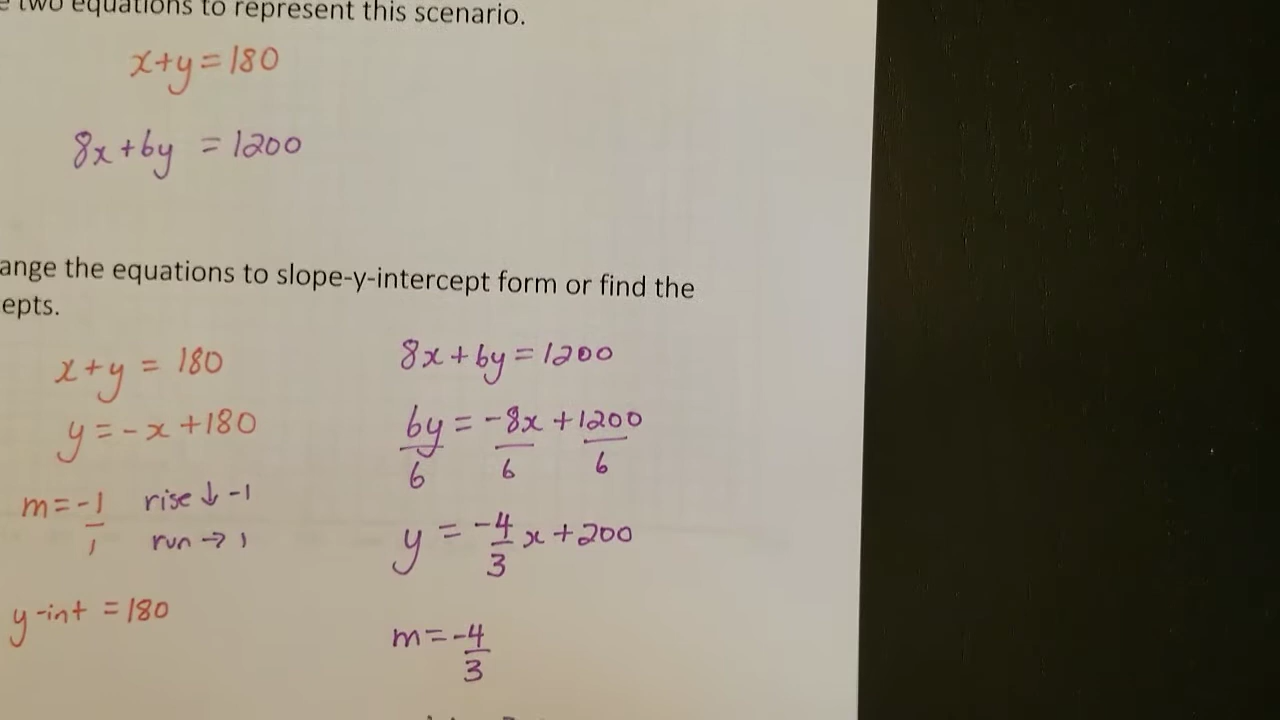 two equations to represent this scenario.
x+y=180
8x+6y = 1200
ange the equations to slope-y-intercept form or find the
epts.
x+y = 180
y=-x+180
m=-1/1 rise ↓ -1
run → 1
y-int = 180
8x+6y=1200
6y/6 = -8x/6 + 1200/6
y = -4/3 x + 200
m=-4/3